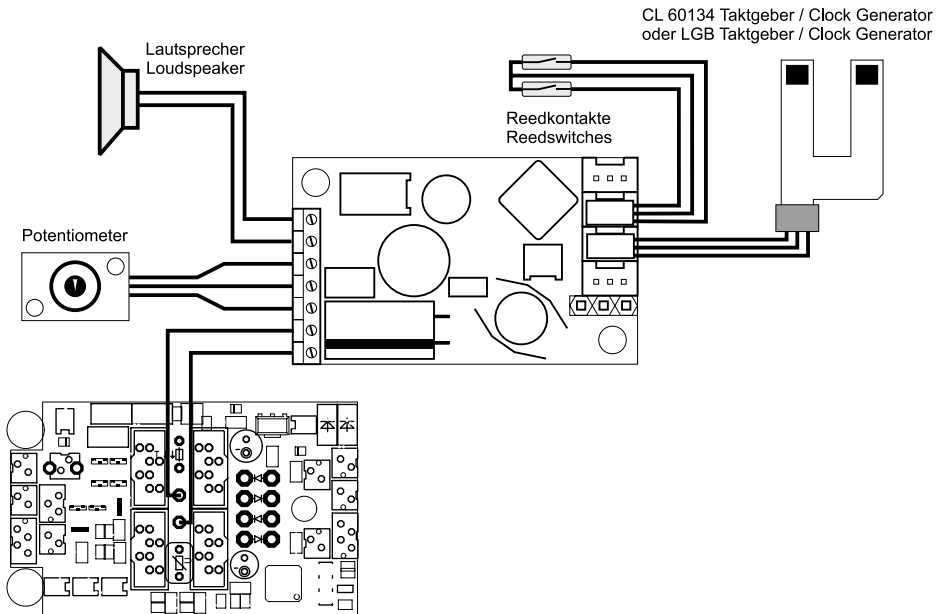 CL 60134 Taktgeber / Clock Generator
oder LGB Taktgeber / Clock Generator
Lautsprecher
Loudspeaker
Reedkontakte
Reedswitches
Potentiometer